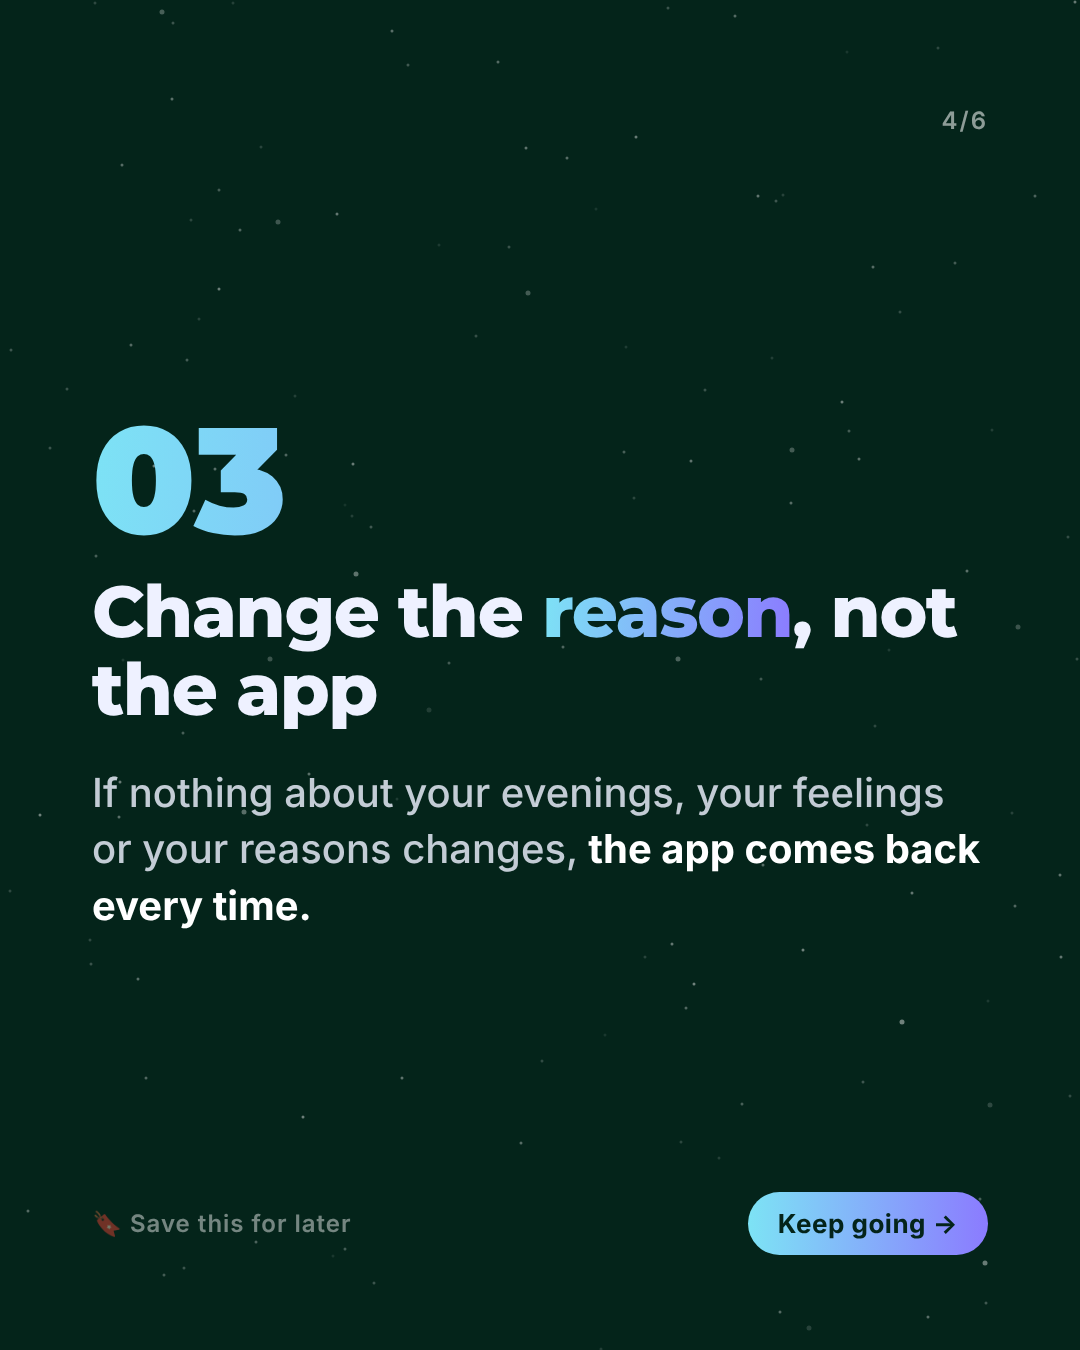 4/6
03
Change the reason, not
the app
If nothing about your evenings, your feelings
or your reasons changes, the app comes back
every time.
🔖 Save this for later
Keep going →